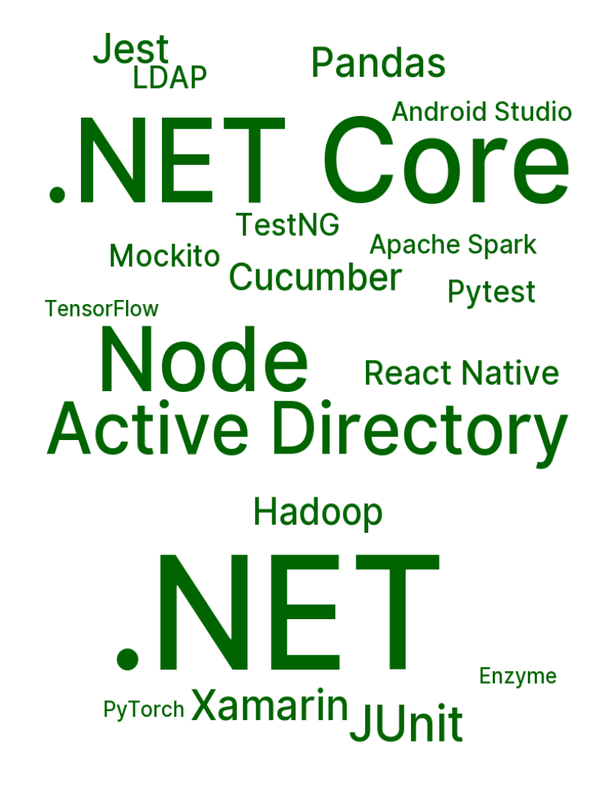 Jest
LDAP
Pandas
Android Studio
.NET Core
TestNG
Mockito
Apache Spark
Cucumber
Pytest
TensorFlow
Node
React Native
Active Directory
Hadoop
.NET
Enzyme
PyTorch
Xamarin
JUnit